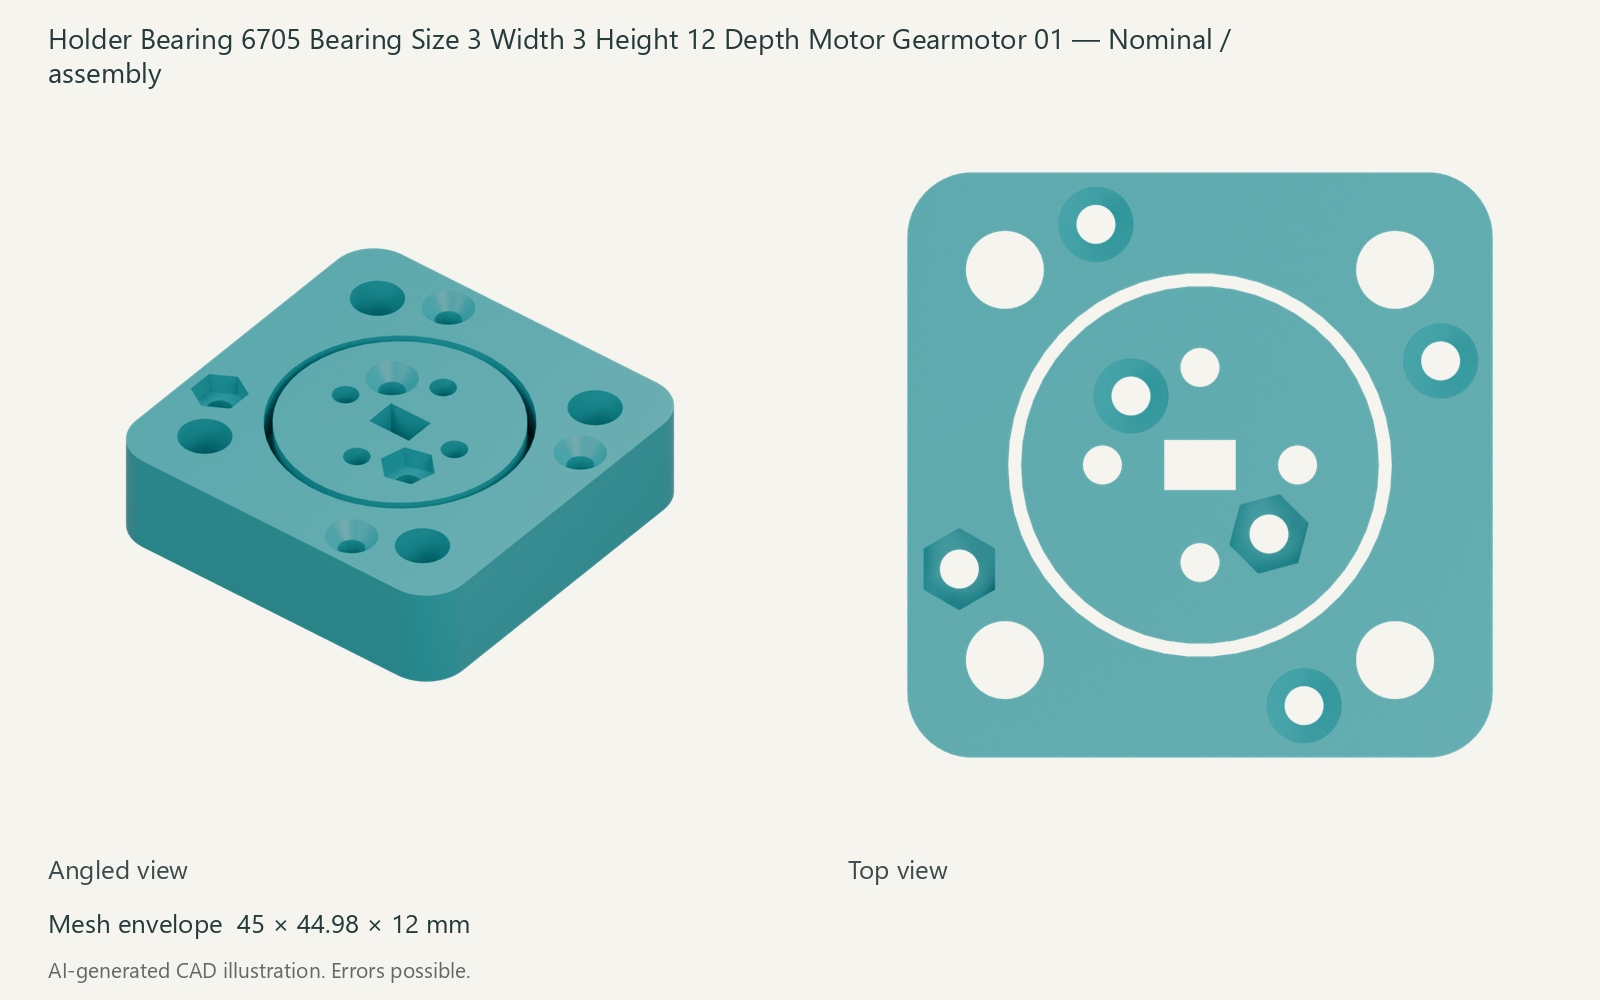 Holder Bearing 6705 Bearing Size 3 Width 3 Height 12 Depth Motor Gearmotor 01 — Nominal /
assembly
Angled view
Top view
Mesh envelope  45 × 44.98 × 12 mm
AI-generated CAD illustration. Errors possible.